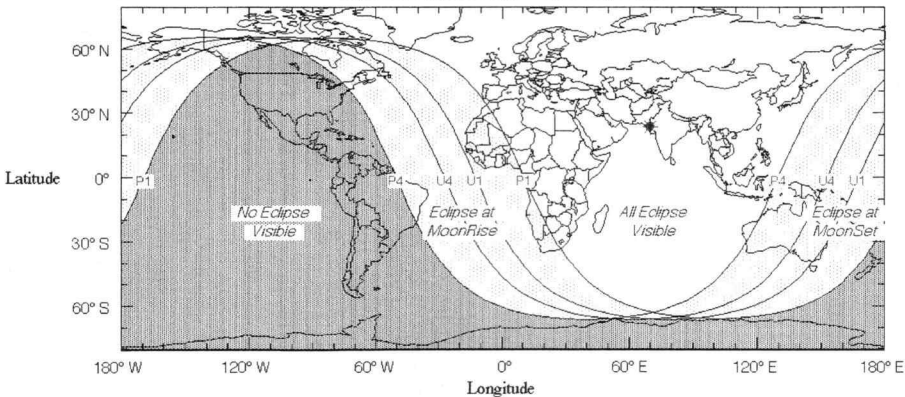 60° N
30° N
Latitude
0°
30° S
60° S
P1 P4 U4 U1 P1 P4 U4 U1
No Eclipse
Visible
Eclipse at
MoonRise
All Eclipse
Visible
Eclipse at
MoonSet
180° W 120° W 60° W 0° 60° E 120° E 180° E
Longitude